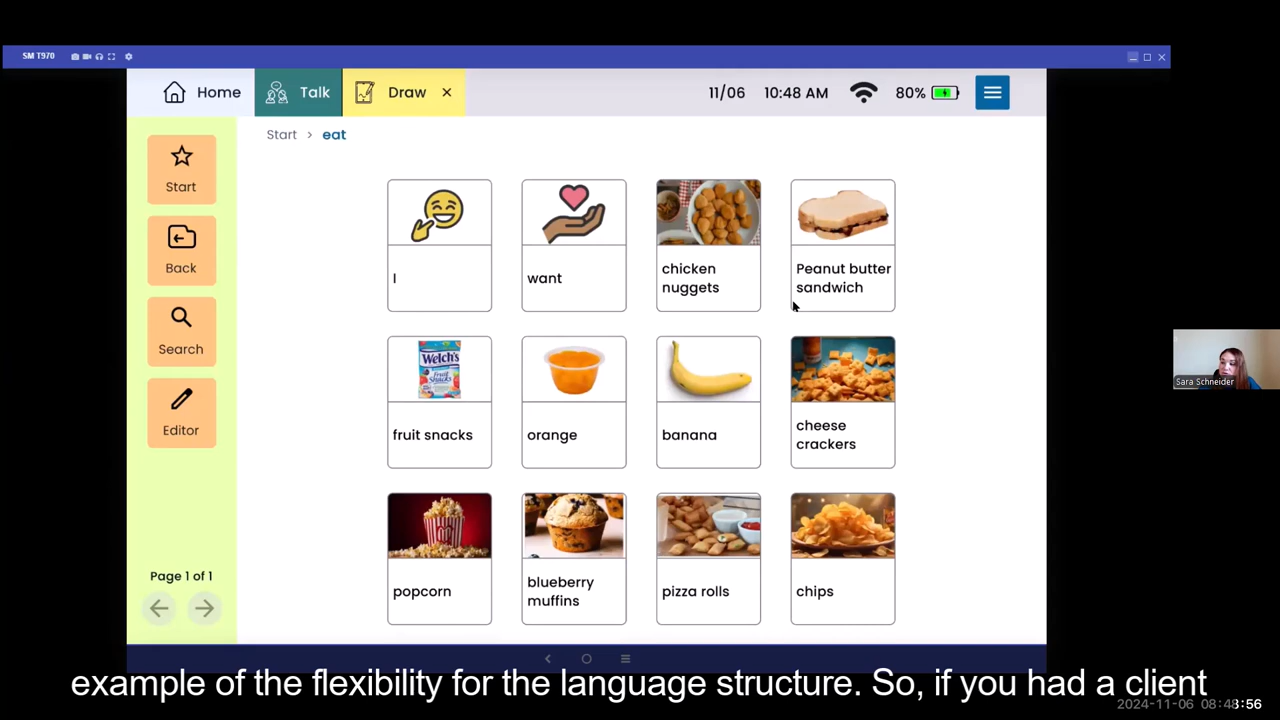 SM T970
Home
Talk
Draw
11/06
10:48 AM
80%
Start > eat
Start
Back
Search
Editor
Page 1 of 1
I
want
chicken
nuggets
Peanut butter
sandwich
Welch's
Fruit
Snacks
fruit snacks
orange
banana
cheese
crackers
popcorn
blueberry
muffins
pizza rolls
chips
Sara Schneider
example of the flexibility for the language structure. So, if you had a client
2024-11-06 08:48:56